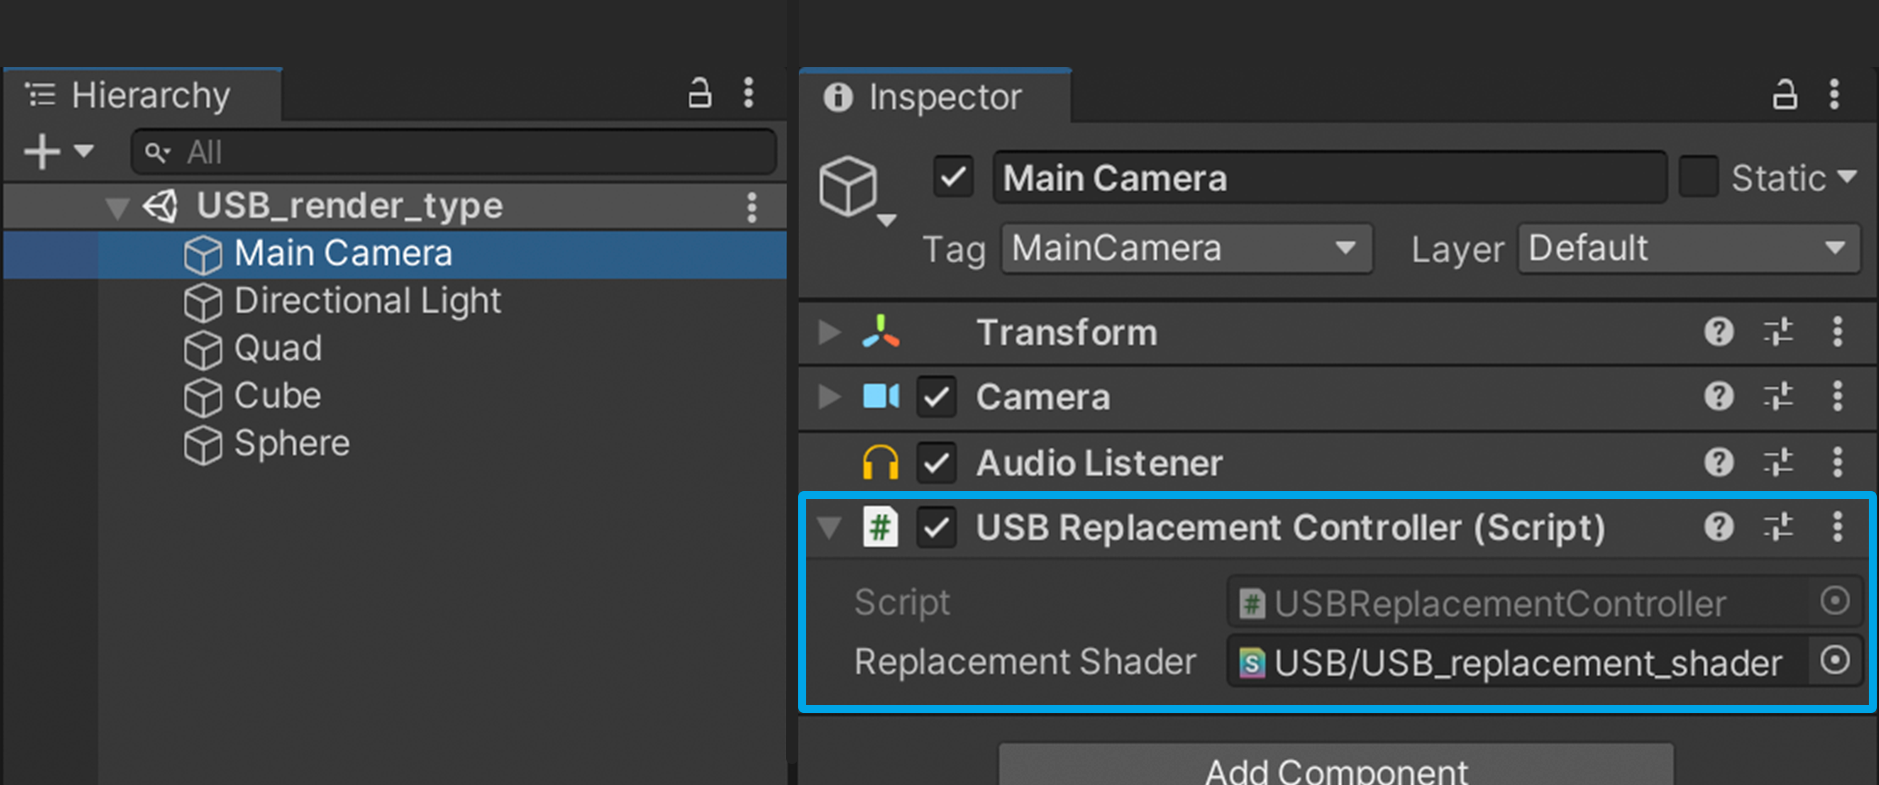 Hierarchy
All
USB_render_type
Main Camera
Directional Light
Quad
Cube
Sphere
Inspector
Main Camera
Static
Tag MainCamera Layer Default
Transform
Camera
Audio Listener
# USB Replacement Controller (Script)
Script # USBReplacementController
Replacement Shader S USB/USB_replacement_shader
Add Component